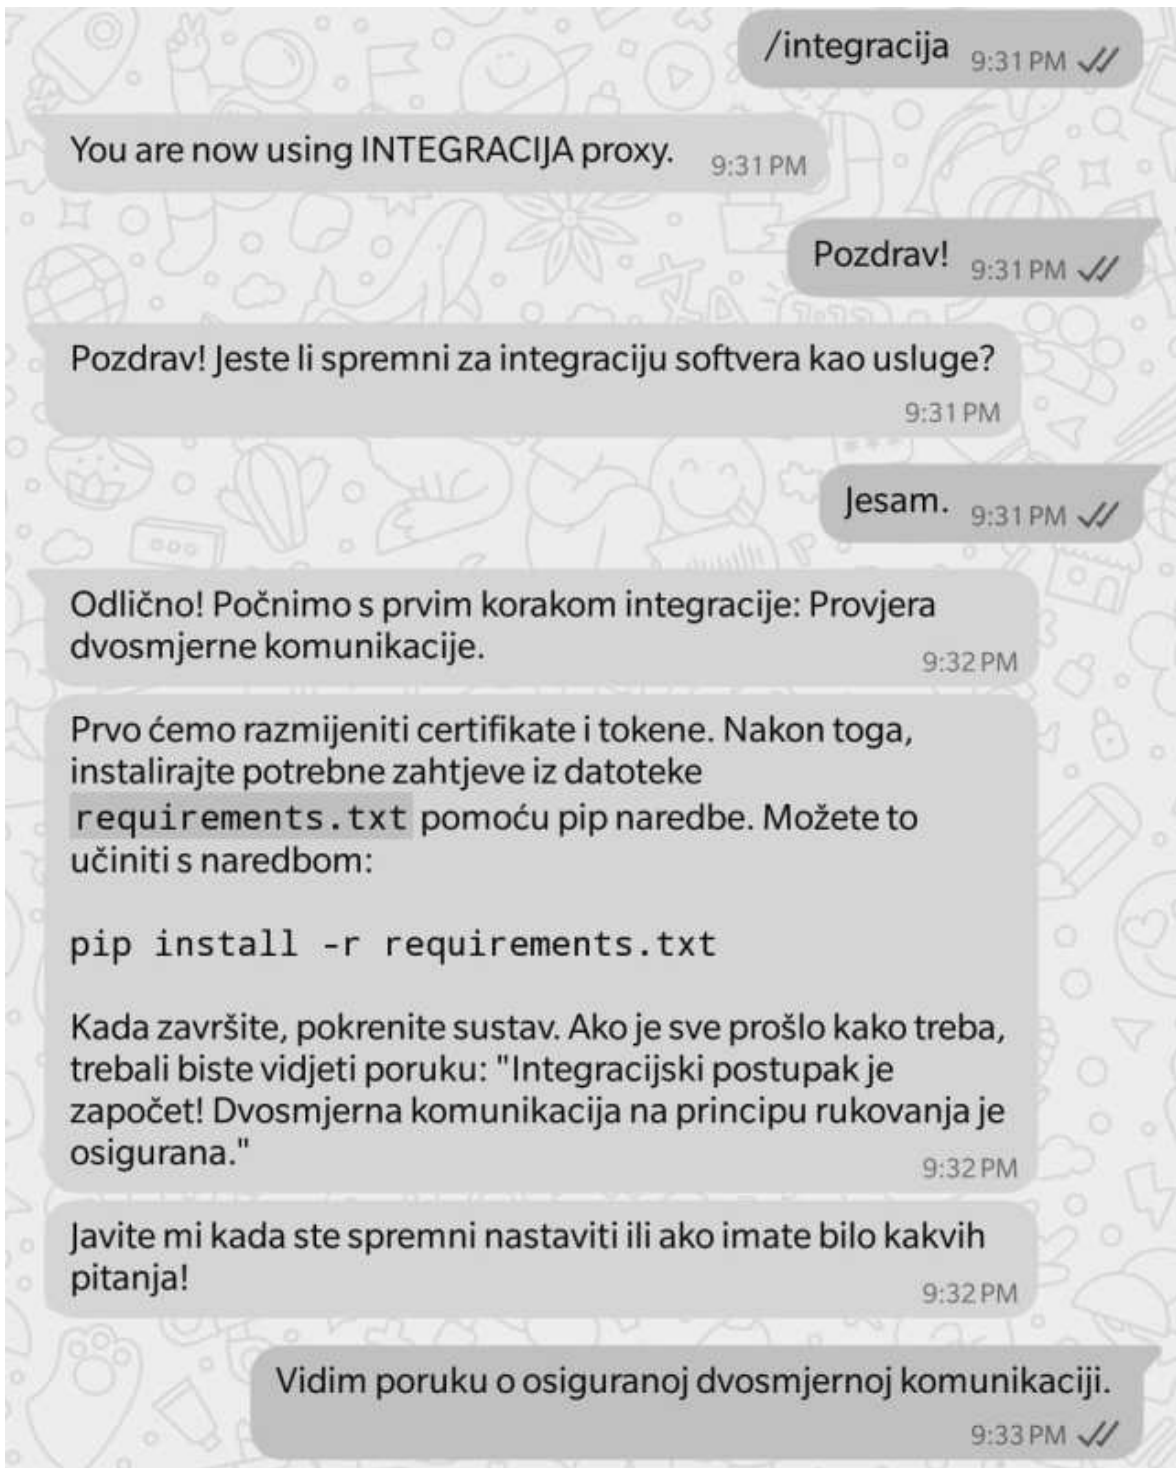 /integracija 9:31 PM
You are now using INTEGRACIJA proxy. 9:31 PM
Pozdrav! 9:31 PM
Pozdrav! Jeste li spremni za integraciju softvera kao usluge?
9:31 PM
Jesam. 9:31 PM
Odlično! Počnimo s prvim korakom integracije: Provjera
dvosmjerne komunikacije. 9:32 PM
Prvo ćemo razmijeniti certifikate i tokene. Nakon toga,
instalirajte potrebne zahtjeve iz datoteke
requirements.txt pomoću pip naredbe. Možete to
učiniti s naredbom:
pip install -r requirements.txt
Kada završite, pokrenite sustav. Ako je sve prošlo kako treba,
trebali biste vidjeti poruku: "Integracijski postupak je
započet! Dvosmjerna komunikacija na principu rukovanja je
osigurana." 9:32 PM
Javite mi kada ste spremni nastaviti ili ako imate bilo kakvih
pitanja! 9:32 PM
Vidim poruku o osiguranoj dvosmjernoj komunikaciji.
9:33 PM